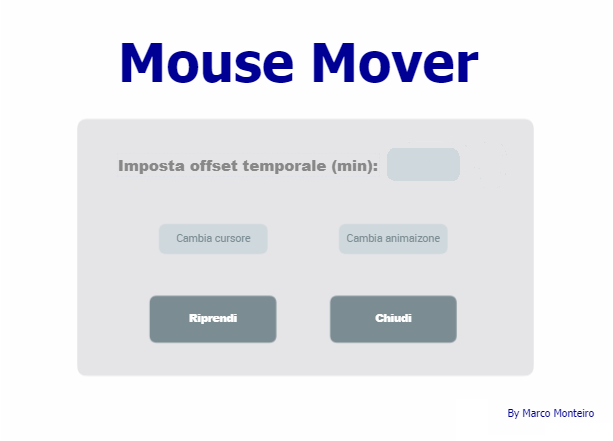 Mouse Mover
Imposta offset temporale (min):
Cambia cursore
Cambia animaizone
Riprendi
Chiudi
By Marco Monteiro